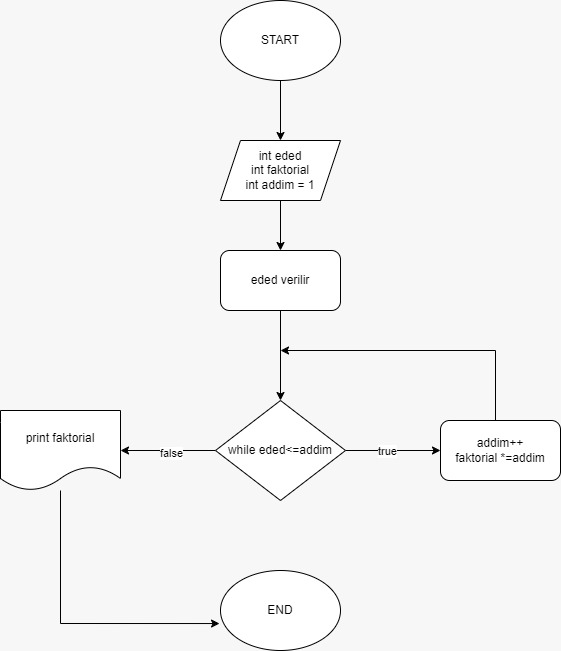 START
int eded
int faktorial
int addim = 1
eded verilir
print faktorial
false
while eded<=addim
true
addim++
faktorial *=addim
END